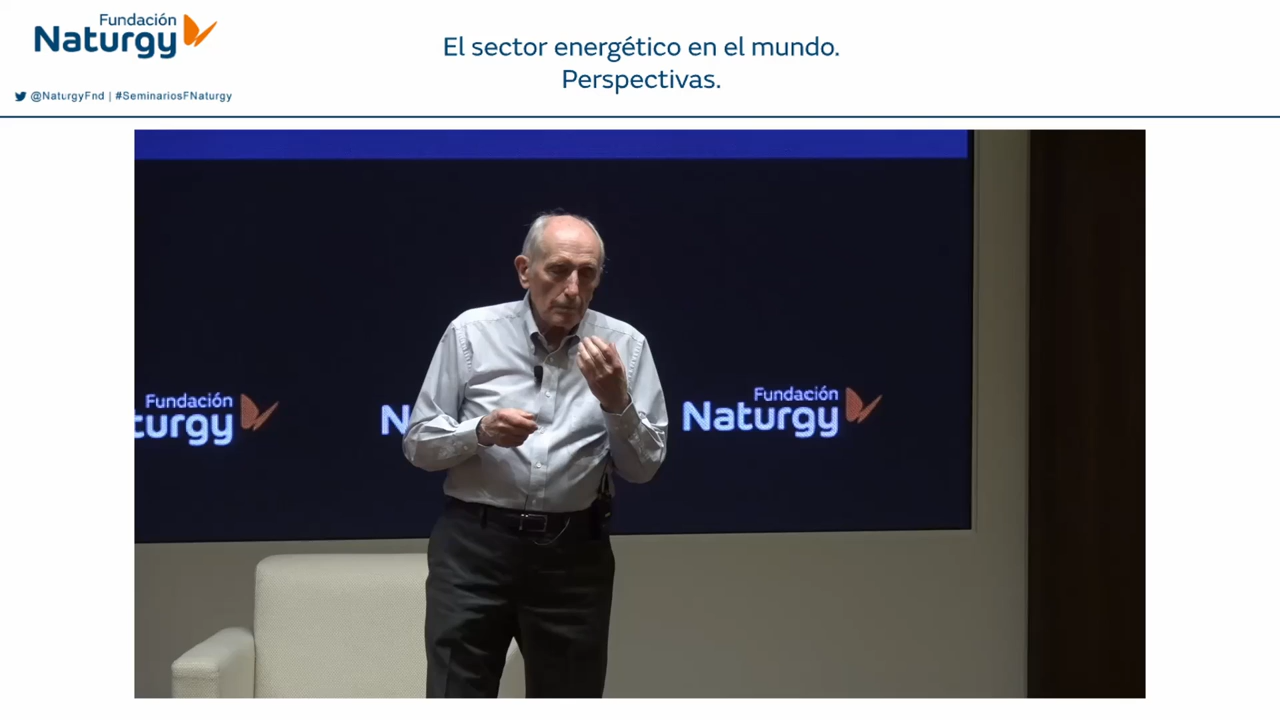 Fundación
Naturgy
@NaturgyFnd | #SeminariosFNaturgy
El sector energético en el mundo.
Perspectivas.
Fundación
turgy
N
Fundación
Naturgy